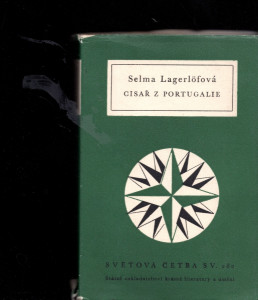 Selma Lagerlöfová
CISAŘ Z PORTUGALIE
SVĚTOVÁ ČETBA SV.